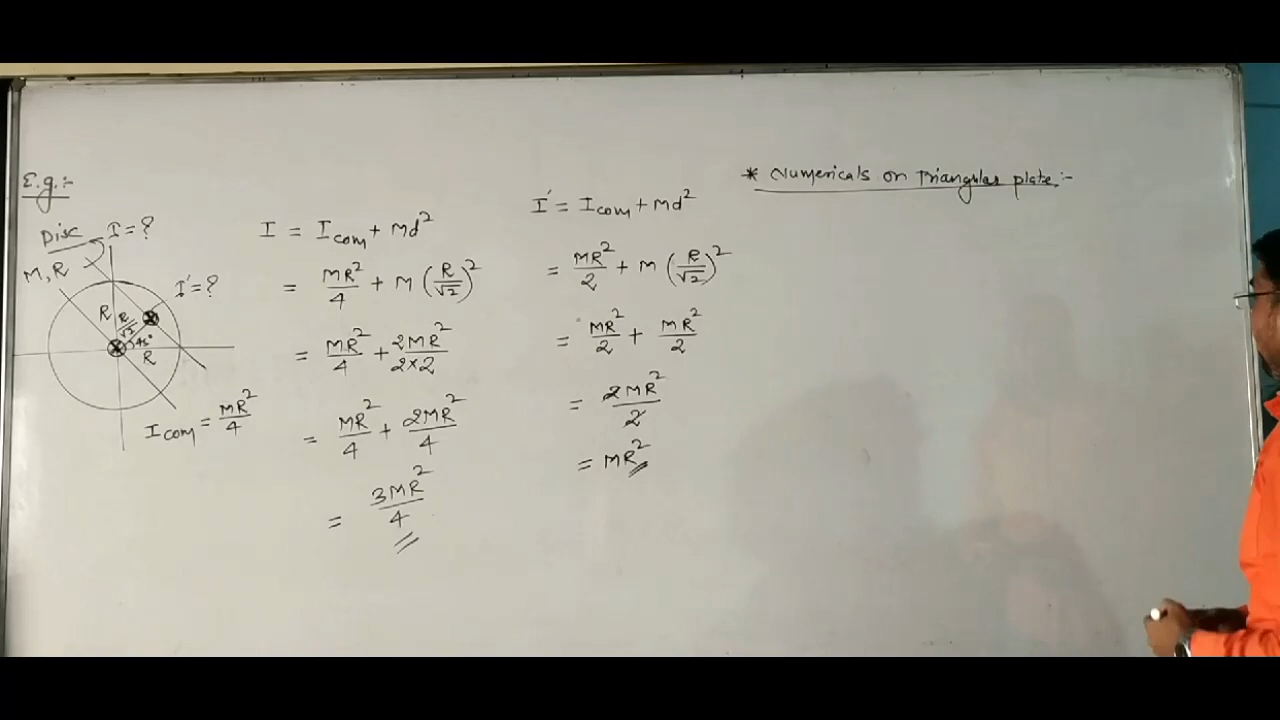 E.g.:-
Disc I = ?
M, R
I' = ?
R
R/√2
45°
R
I_com = MR²/4
I = I_com + Md²
= MR²/4 + M (R/√2)²
= MR²/4 + 2MR²/2×2
= MR²/4 + 2MR²/4
= 3MR²/4
I' = I_com + Md²
= MR²/2 + M (R/√2)²
= MR²/2 + MR²/2
= 2MR²/2
= MR²
* Numericals on Triangular plate:-